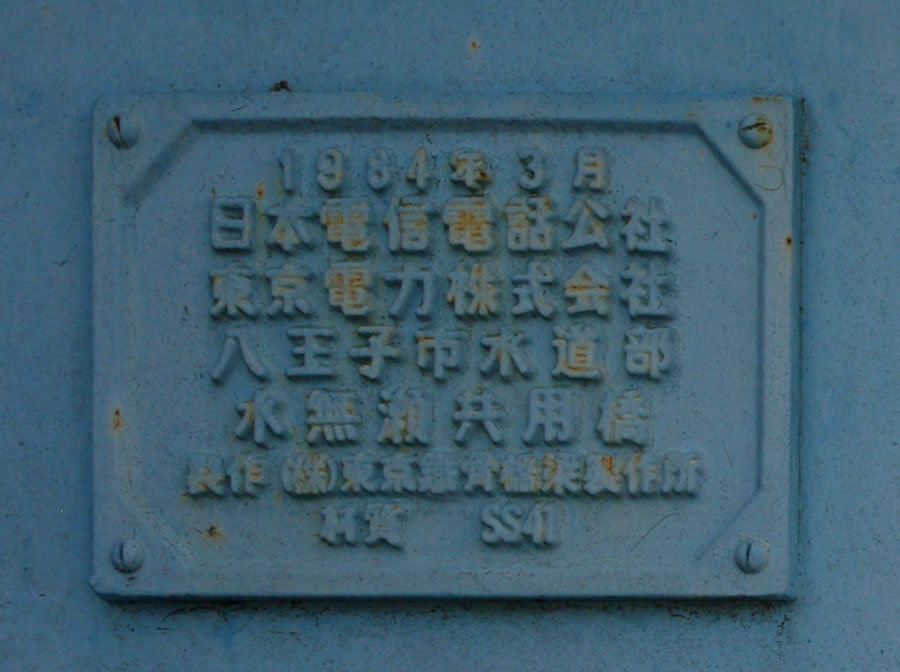 1984年3月
日本電信電話公社
東京電力株式会社
八王子市水道部
水無瀬共用橋
製作(株)東京鉄骨橋梁製作所
材質 SS41